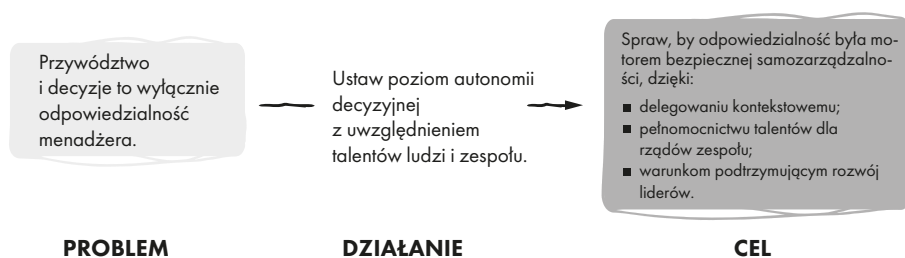 Przywództwo
i decyzje to wyłącznie
odpowiedzialność
menadżera.
Ustaw poziom autonomii
decyzyjnej
z uwzględnieniem
talentów ludzi i zespołu.
Spraw, by odpowiedzialność była mo-
torem bezpiecznej samozarządzalno-
ści, dzięki:
■ delegowaniu kontekstowemu;
■ pełnomocnictwu talentów dla
rządów zespołu;
■ warunkom podtrzymującym rozwój
liderów.
PROBLEM
DZIAŁANIE
CEL